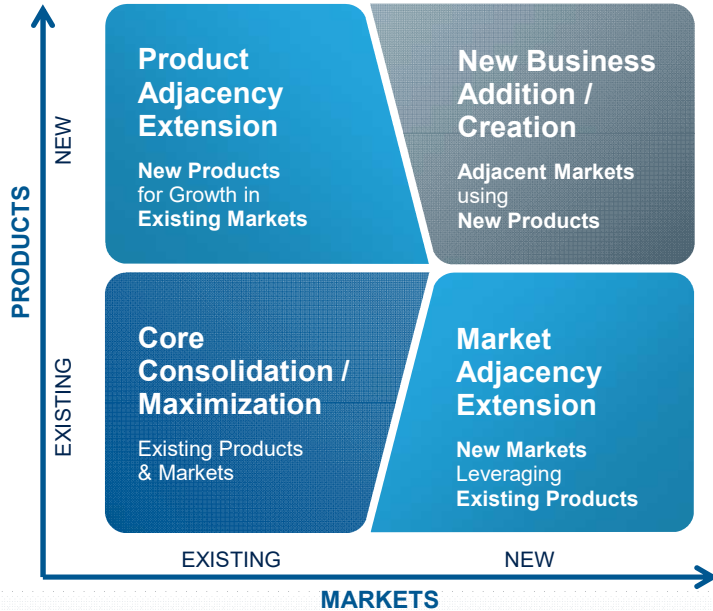 PRODUCTS
NEW
EXISTING
Product
Adjacency
Extension
New Products
for Growth in
Existing Markets
New Business
Addition /
Creation
Adjacent Markets
using
New Products
Core
Consolidation /
Maximization
Existing Products
& Markets
Market
Adjacency
Extension
New Markets
Leveraging
Existing Products
EXISTING
NEW
MARKETS